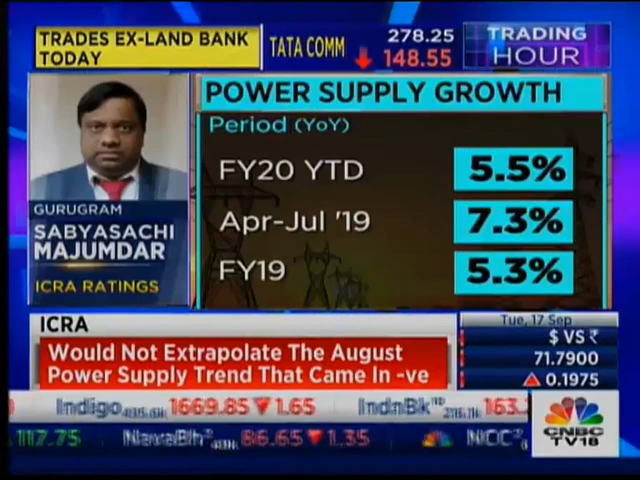 TRADES EX-LAND BANK
TODAY
TATA COMM
278.25
148.55
TRADING
HOUR
POWER SUPPLY GROWTH
Period (YoY)
FY20 YTD
5.5%
Apr-Jul '19
7.3%
FY19
5.3%
GURUGRAM
SABYASACHI
MAJUMDAR
ICRA RATINGS
ICRA
Would Not Extrapolate The August
Power Supply Trend That Came In -ve
Tue, 17 Sep
$ VS ₹
71.7900
0.1975
Indigo 1669.85 1.65 IndnBk 163.
117.75 NavaBh 86.65 1.35 NCC
CNBC
TV18